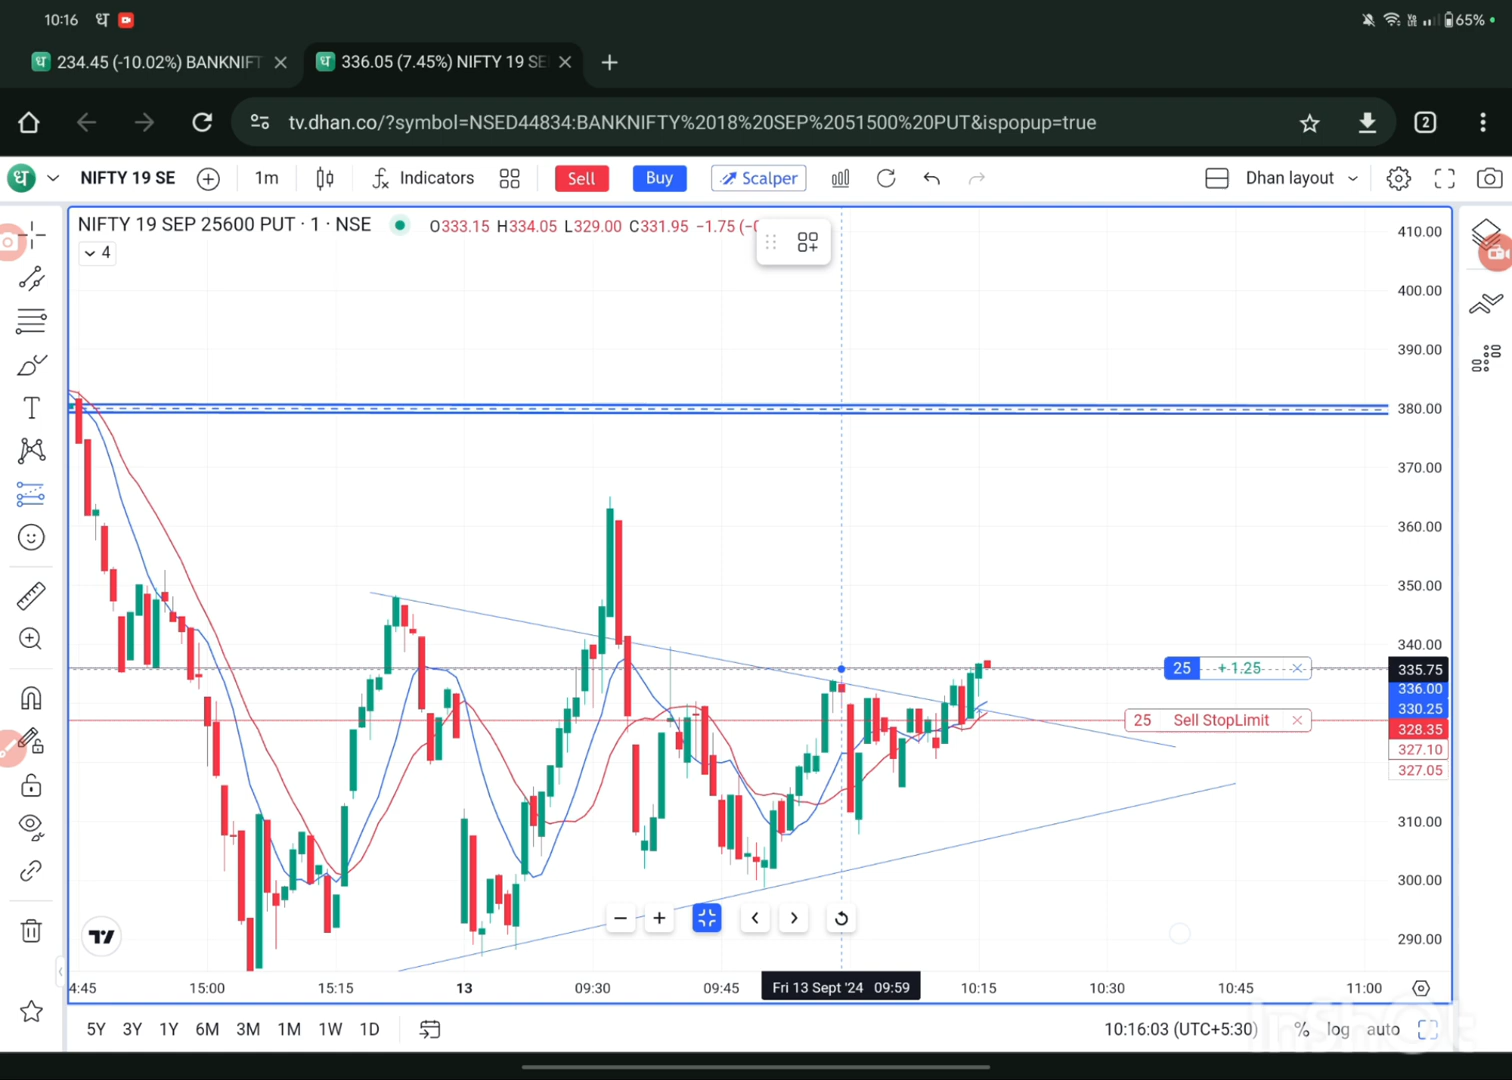 10:16 ध 65%
ध 234.45 (-10.02%) BANKNIFT
ध 336.05 (7.45%) NIFTY 19 SE
tv.dhan.co/?symbol=NSED44834:BANKNIFTY%2018%20SEP%2051500%20PUT&ispopup=true
2
ध NIFTY 19 SE 1m Indicators Sell Buy Scalper Dhan layout
NIFTY 19 SEP 25600 PUT · 1 · NSE O333.15 H334.05 L329.00 C331.95 −1.75
4
410.00
400.00
390.00
380.00
370.00
360.00
350.00
340.00
25 +1.25 335.75
336.00
330.25
25 Sell StopLimit 328.35
327.10
327.05
310.00
300.00
290.00
4:45 15:00 15:15 13 09:30 09:45 Fri 13 Sept '24 09:59 10:15 10:30 10:45 11:00
5Y 3Y 1Y 6M 3M 1M 1W 1D 10:16:03 (UTC+5:30) % log auto
InShOt